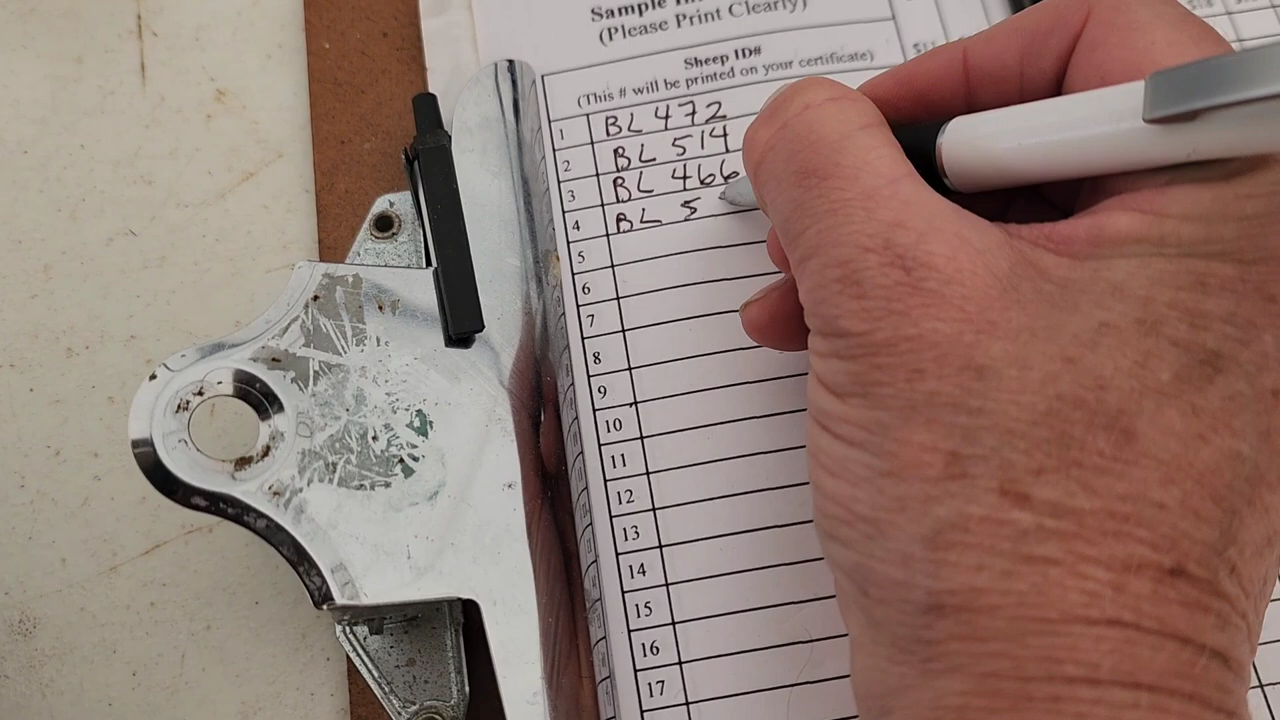 Sample
(Please Print Clearly)
Sheep ID#
(This # will be printed on your certificate)
1 BL 472
2 BL 514
3 BL 466
4 BL 5
5
6
7
8
9
10
11
12
13
14
15
16
17